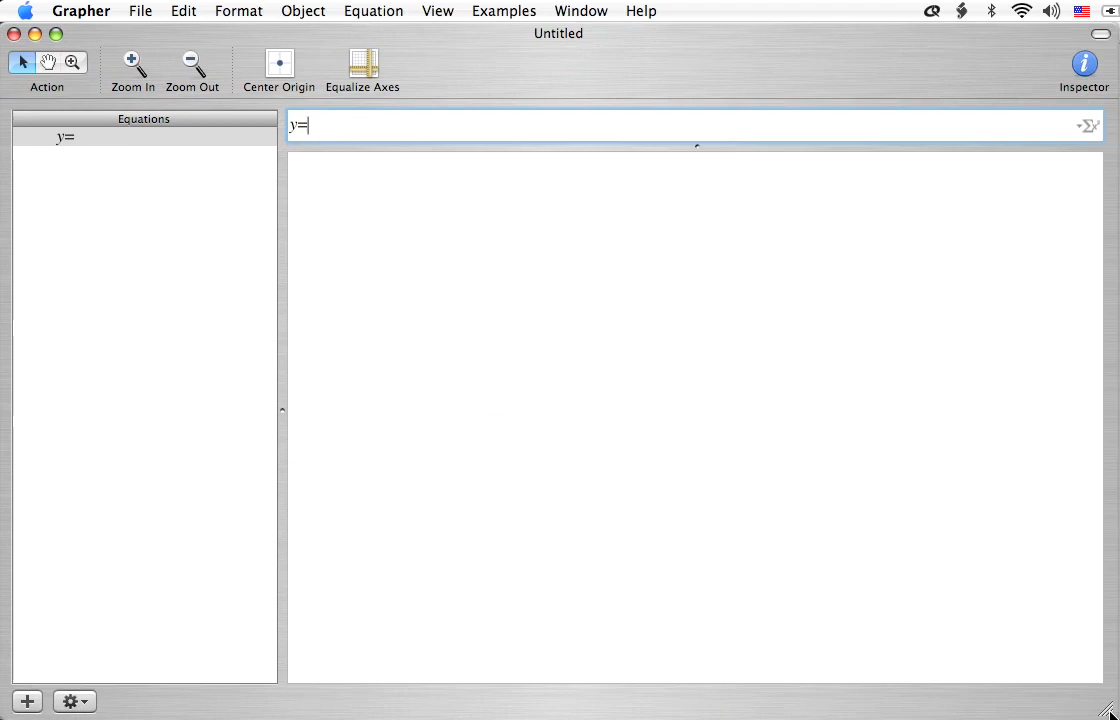 Grapher File Edit Format Object Equation View Examples Window Help
Untitled
Action Zoom In Zoom Out Center Origin Equalize Axes Inspector
Equations
y=
y=